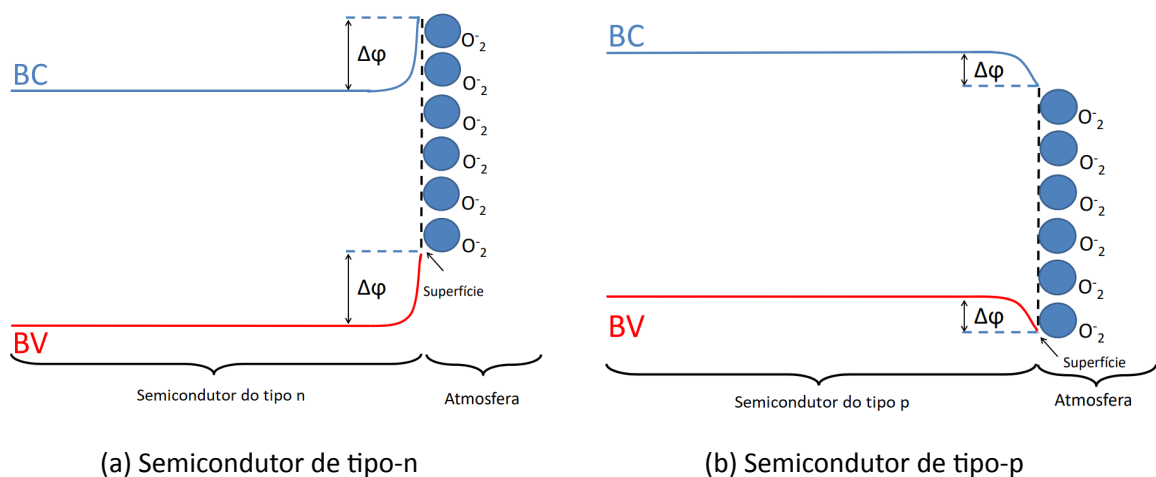 BC
Δφ
O⁻₂
O⁻₂
O⁻₂
O⁻₂
O⁻₂
O⁻₂
Δφ
Superfície
BV
Semicondutor do tipo n
Atmosfera
(a) Semicondutor de tipo-n
BC
Δφ
O⁻₂
O⁻₂
O⁻₂
O⁻₂
O⁻₂
O⁻₂
BV
Δφ
Superfície
Semicondutor do tipo p
Atmosfera
(b) Semicondutor de tipo-p